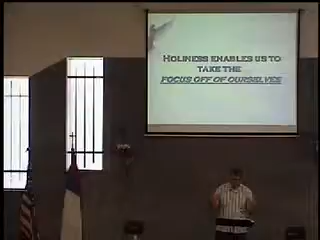 Holiness enables us to
take the
focus off of ourselves